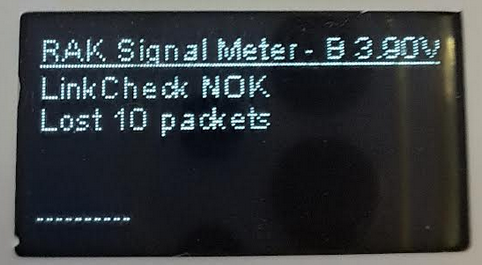 RAK Signal Meter - B 3.90V
LinkCheck NOK
Lost 10 packets
----------